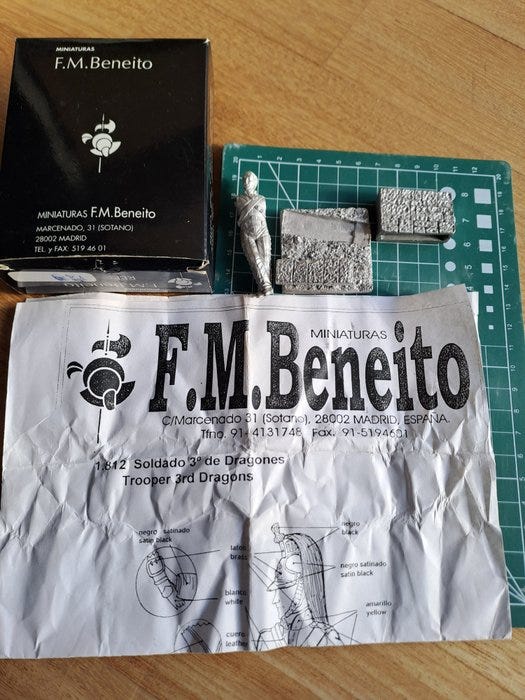 MINIATURAS
F.M.Beneito
MINIATURAS F.M.Beneito
MARCENADO, 31 (SOTANO)
28002 MADRID
TEL y FAX: 519 46 01
MINIATURAS
F.M.Beneito
C/Marcenado 31 (Sotano), 28002 MADRID, ESPAÑA.
Tfno. 91-4131748 Fax. 91-5194601
1.812 Soldado 3º de Dragones
Trooper 3rd Dragons
negro satinado
satin black
negro
black
negro satinado
satin black
blanco
white
amarillo
yellow
cuero